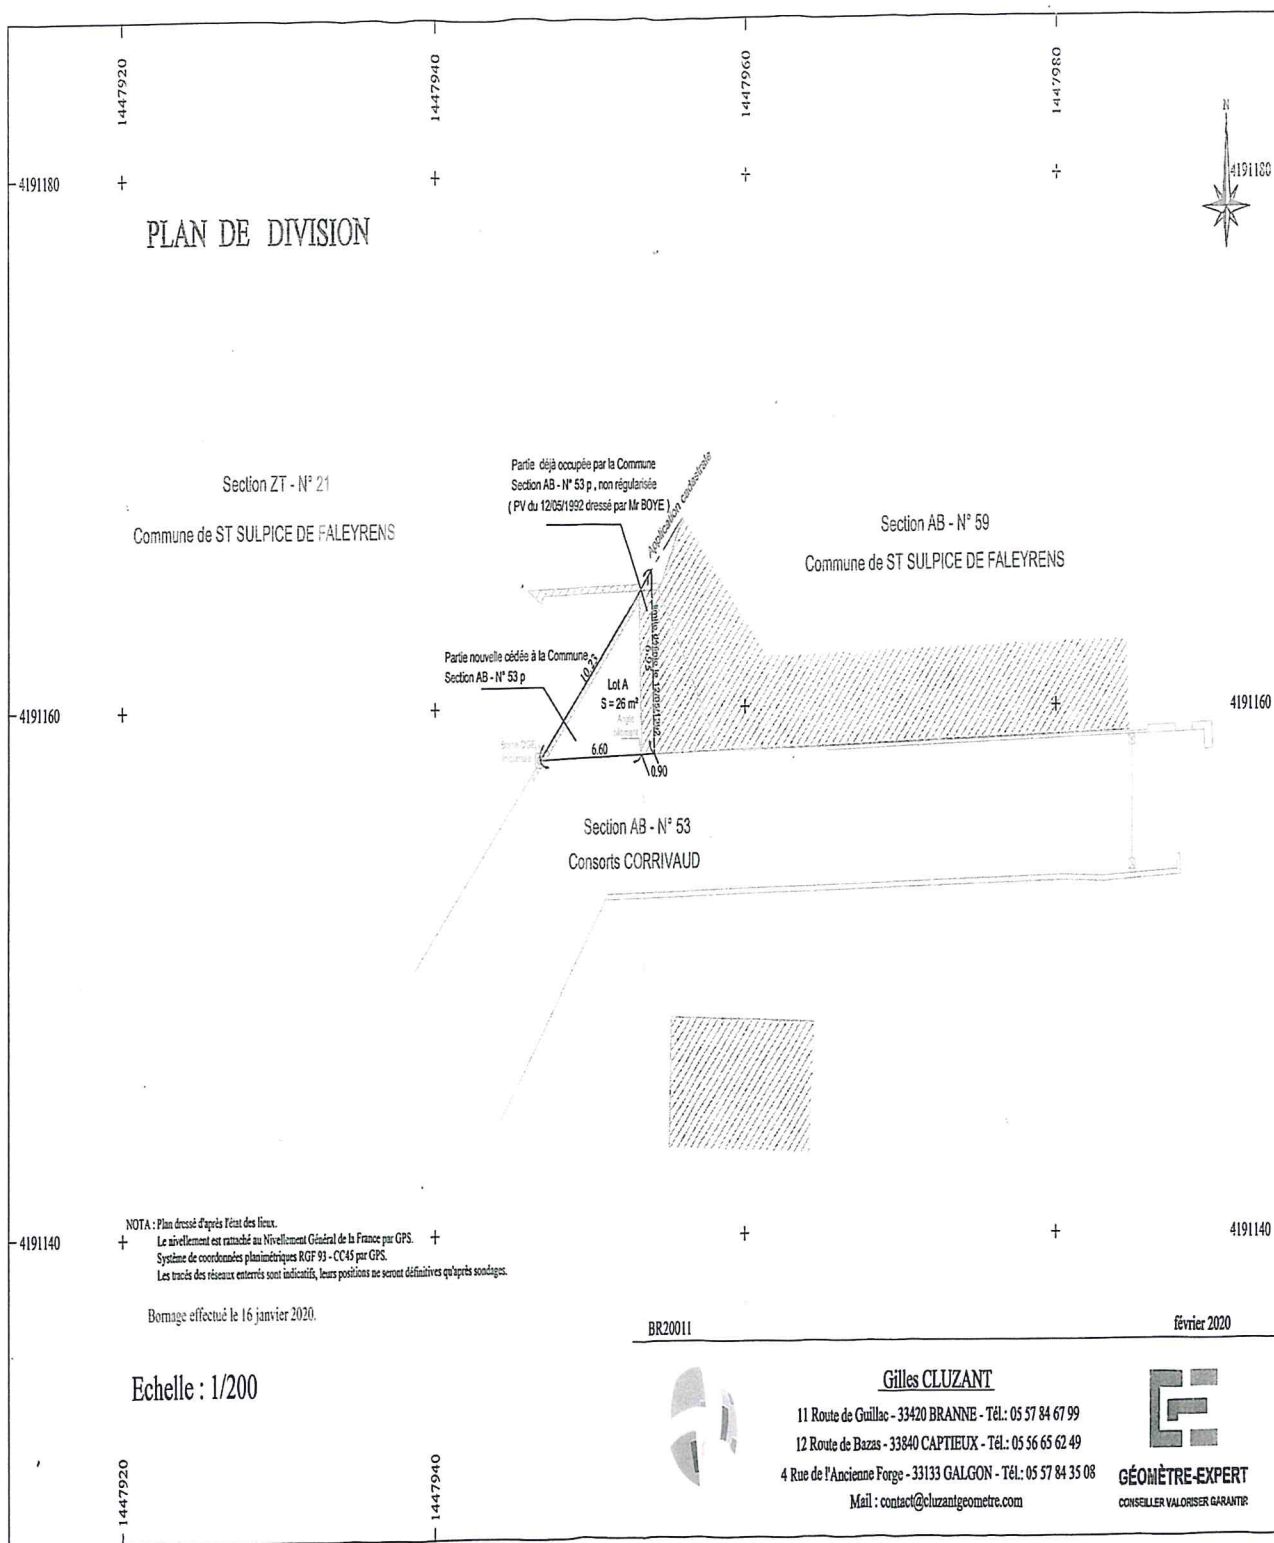 1447920
1447940
1447960
1447980
N
4191180
4191180
PLAN DE DIVISION
Partie déjà occupée par la Commune
Section AB - N° 53 p , non régularisée
( PV du 12/05/1992 dressé par Mr BOYE )
Application cadastrale
Section ZT - N° 21
Commune de ST SULPICE DE FALEYRENS
Section AB - N° 59
Commune de ST SULPICE DE FALEYRENS
Partie nouvelle cédée à la Commune
Section AB - N° 53 p
10.33
Lot A
S = 26 m²
Angle
bâtiment
4191160
4191160
6.60
0.90
Section AB - N° 53
Consorts CORRIVAUD
NOTA : Plan dressé d'après l'état des lieux.
Le nivellement est rattaché au Nivellement Général de la France par GPS.
Système de coordonnées planimétriques RGF 93 - CC45 par GPS.
Les tracés des réseaux enterrés sont indicatifs, leurs positions ne seront définitives qu'après sondages.
4191140
4191140
Bornage effectué le 16 janvier 2020.
BR20011
février 2020
Echelle : 1/200
Gilles CLUZANT
11 Route de Guillac - 33420 BRANNE - Tél.: 05 57 84 67 99
12 Route de Bazas - 33840 CAPTIEUX - Tél.: 05 56 65 62 49
4 Rue de l'Ancienne Forge - 33133 GALGON - Tél.: 05 57 84 35 08
Mail : contact@cluzantgeometre.com
GÉOMÈTRE-EXPERT
CONSEILLER VALORISER GARANTIR
1447920
1447940